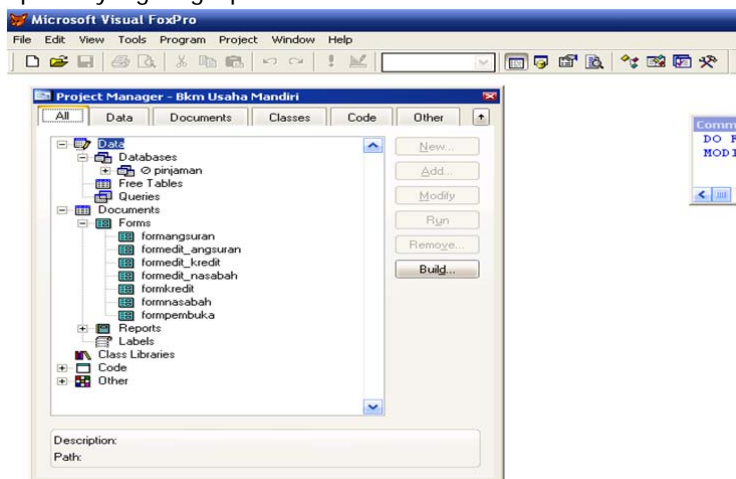 Microsoft Visual FoxPro
File Edit View Tools Program Project Window Help
Project Manager - Bkm Usaha Mandiri
All Data Documents Classes Code Other
Data
Databases
pinjaman
Free Tables
Queries
Documents
Forms
formangsuran
formedit_angsuran
formedit_kredit
formedit_nasabah
formkredit
formnasabah
formpembuka
Reports
Labels
Class Libraries
Code
Other
New...
Add...
Modify
Run
Remove...
Build...
Description:
Path:
Comm
DO F
MODI